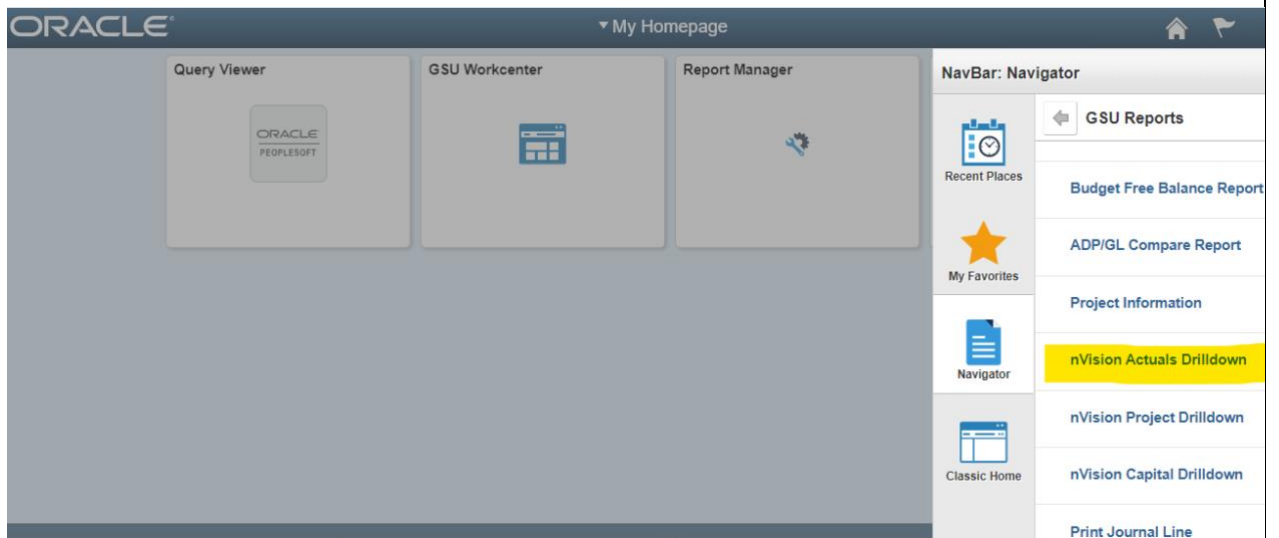 ORACLE
▼ My Homepage
Query Viewer
GSU Workcenter
Report Manager
ORACLE
PEOPLESOFT
NavBar: Navigator
Recent Places
My Favorites
Navigator
Classic Home
GSU Reports
Budget Free Balance Report
ADP/GL Compare Report
Project Information
nVision Actuals Drilldown
nVision Project Drilldown
nVision Capital Drilldown
Print Journal Line